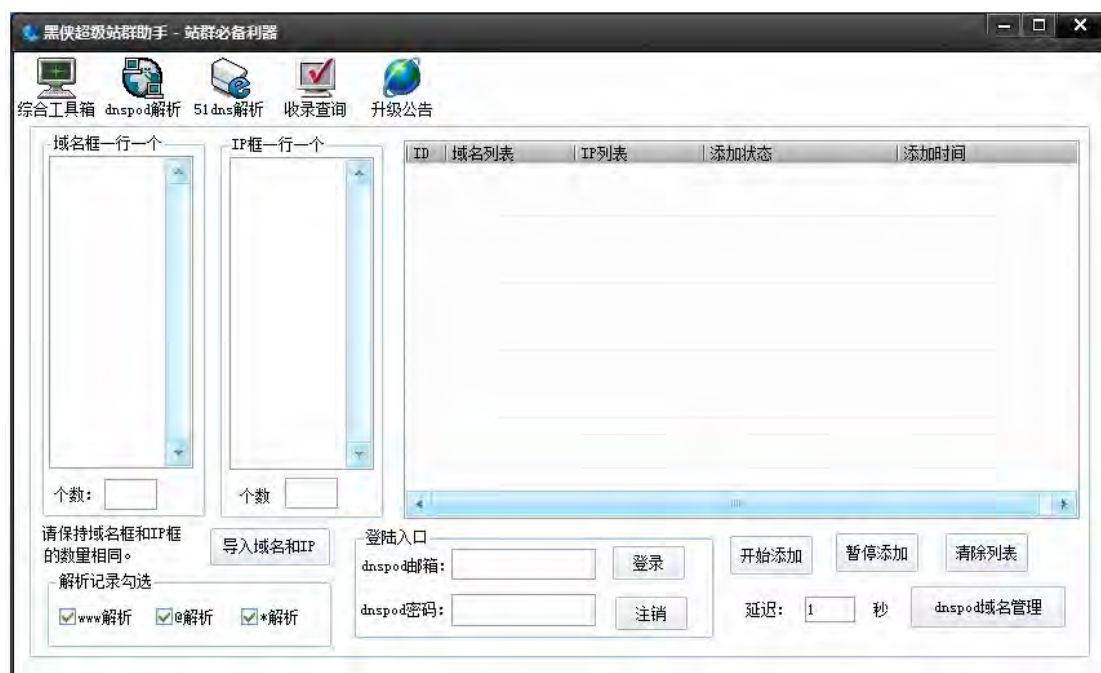 黑侠超级站群助手 - 站群必备利器
综合工具箱 dnspod解析 51dns解析 收录查询 升级公告
域名框一行一个 IP框一行一个
ID 域名列表 IP列表 添加状态 添加时间
个数: 个数
请保持域名框和IP框
的数量相同。
导入域名和IP
解析记录勾选
www解析 @解析 *解析
登陆入口
dnspod邮箱: 登录
dnspod密码: 注销
开始添加 暂停添加 清除列表
延迟: 1 秒 dnspod域名管理